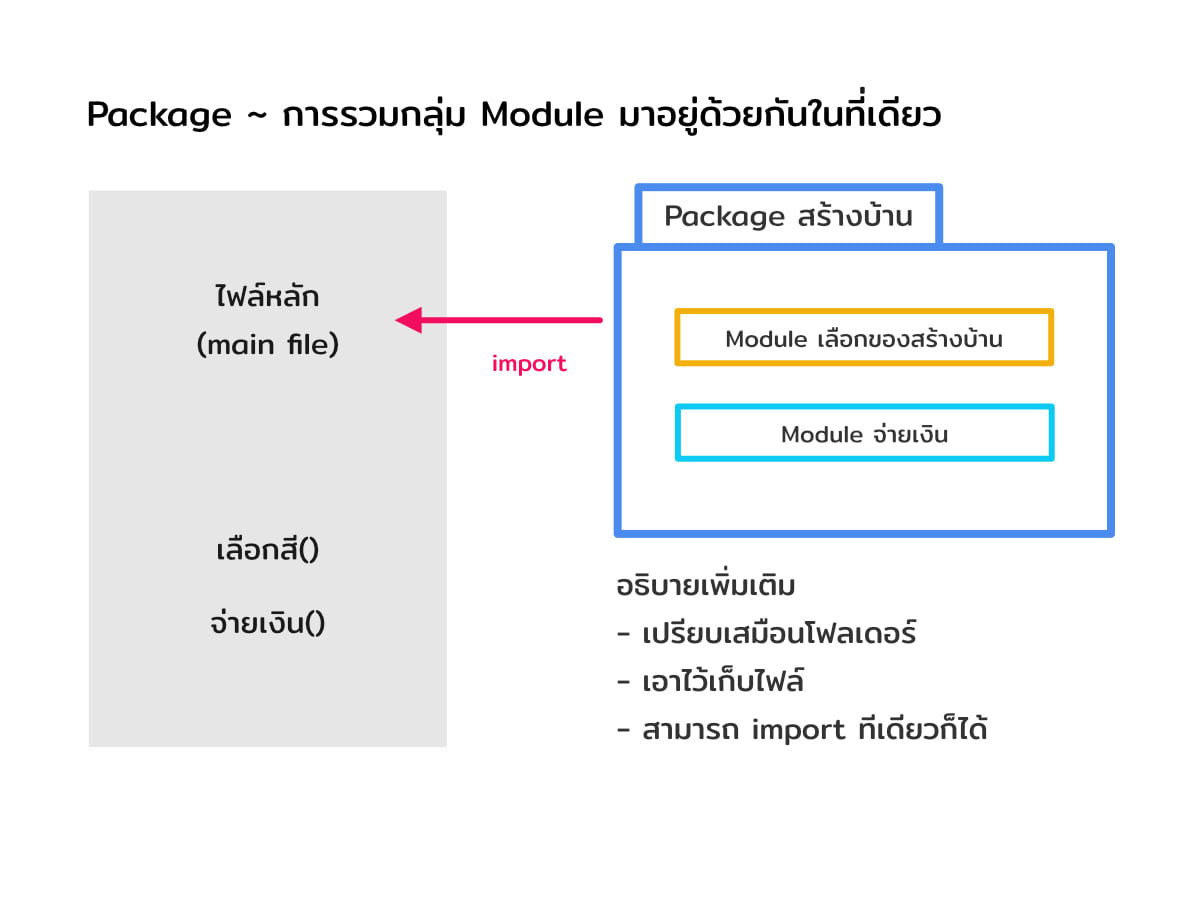 Package ~ การรวมกลุ่ม Module มาอยู่ด้วยกันในที่เดียว
ไฟล์หลัก
(main file)
เลือกสี()
จ่ายเงิน()
import
Package สร้างบ้าน
Module เลือกของสร้างบ้าน
Module จ่ายเงิน
อธิบายเพิ่มเติม
- เปรียบเสมือนโฟลเดอร์
- เอาไว้เก็บไฟล์
- สามารถ import ทีเดียวก็ได้